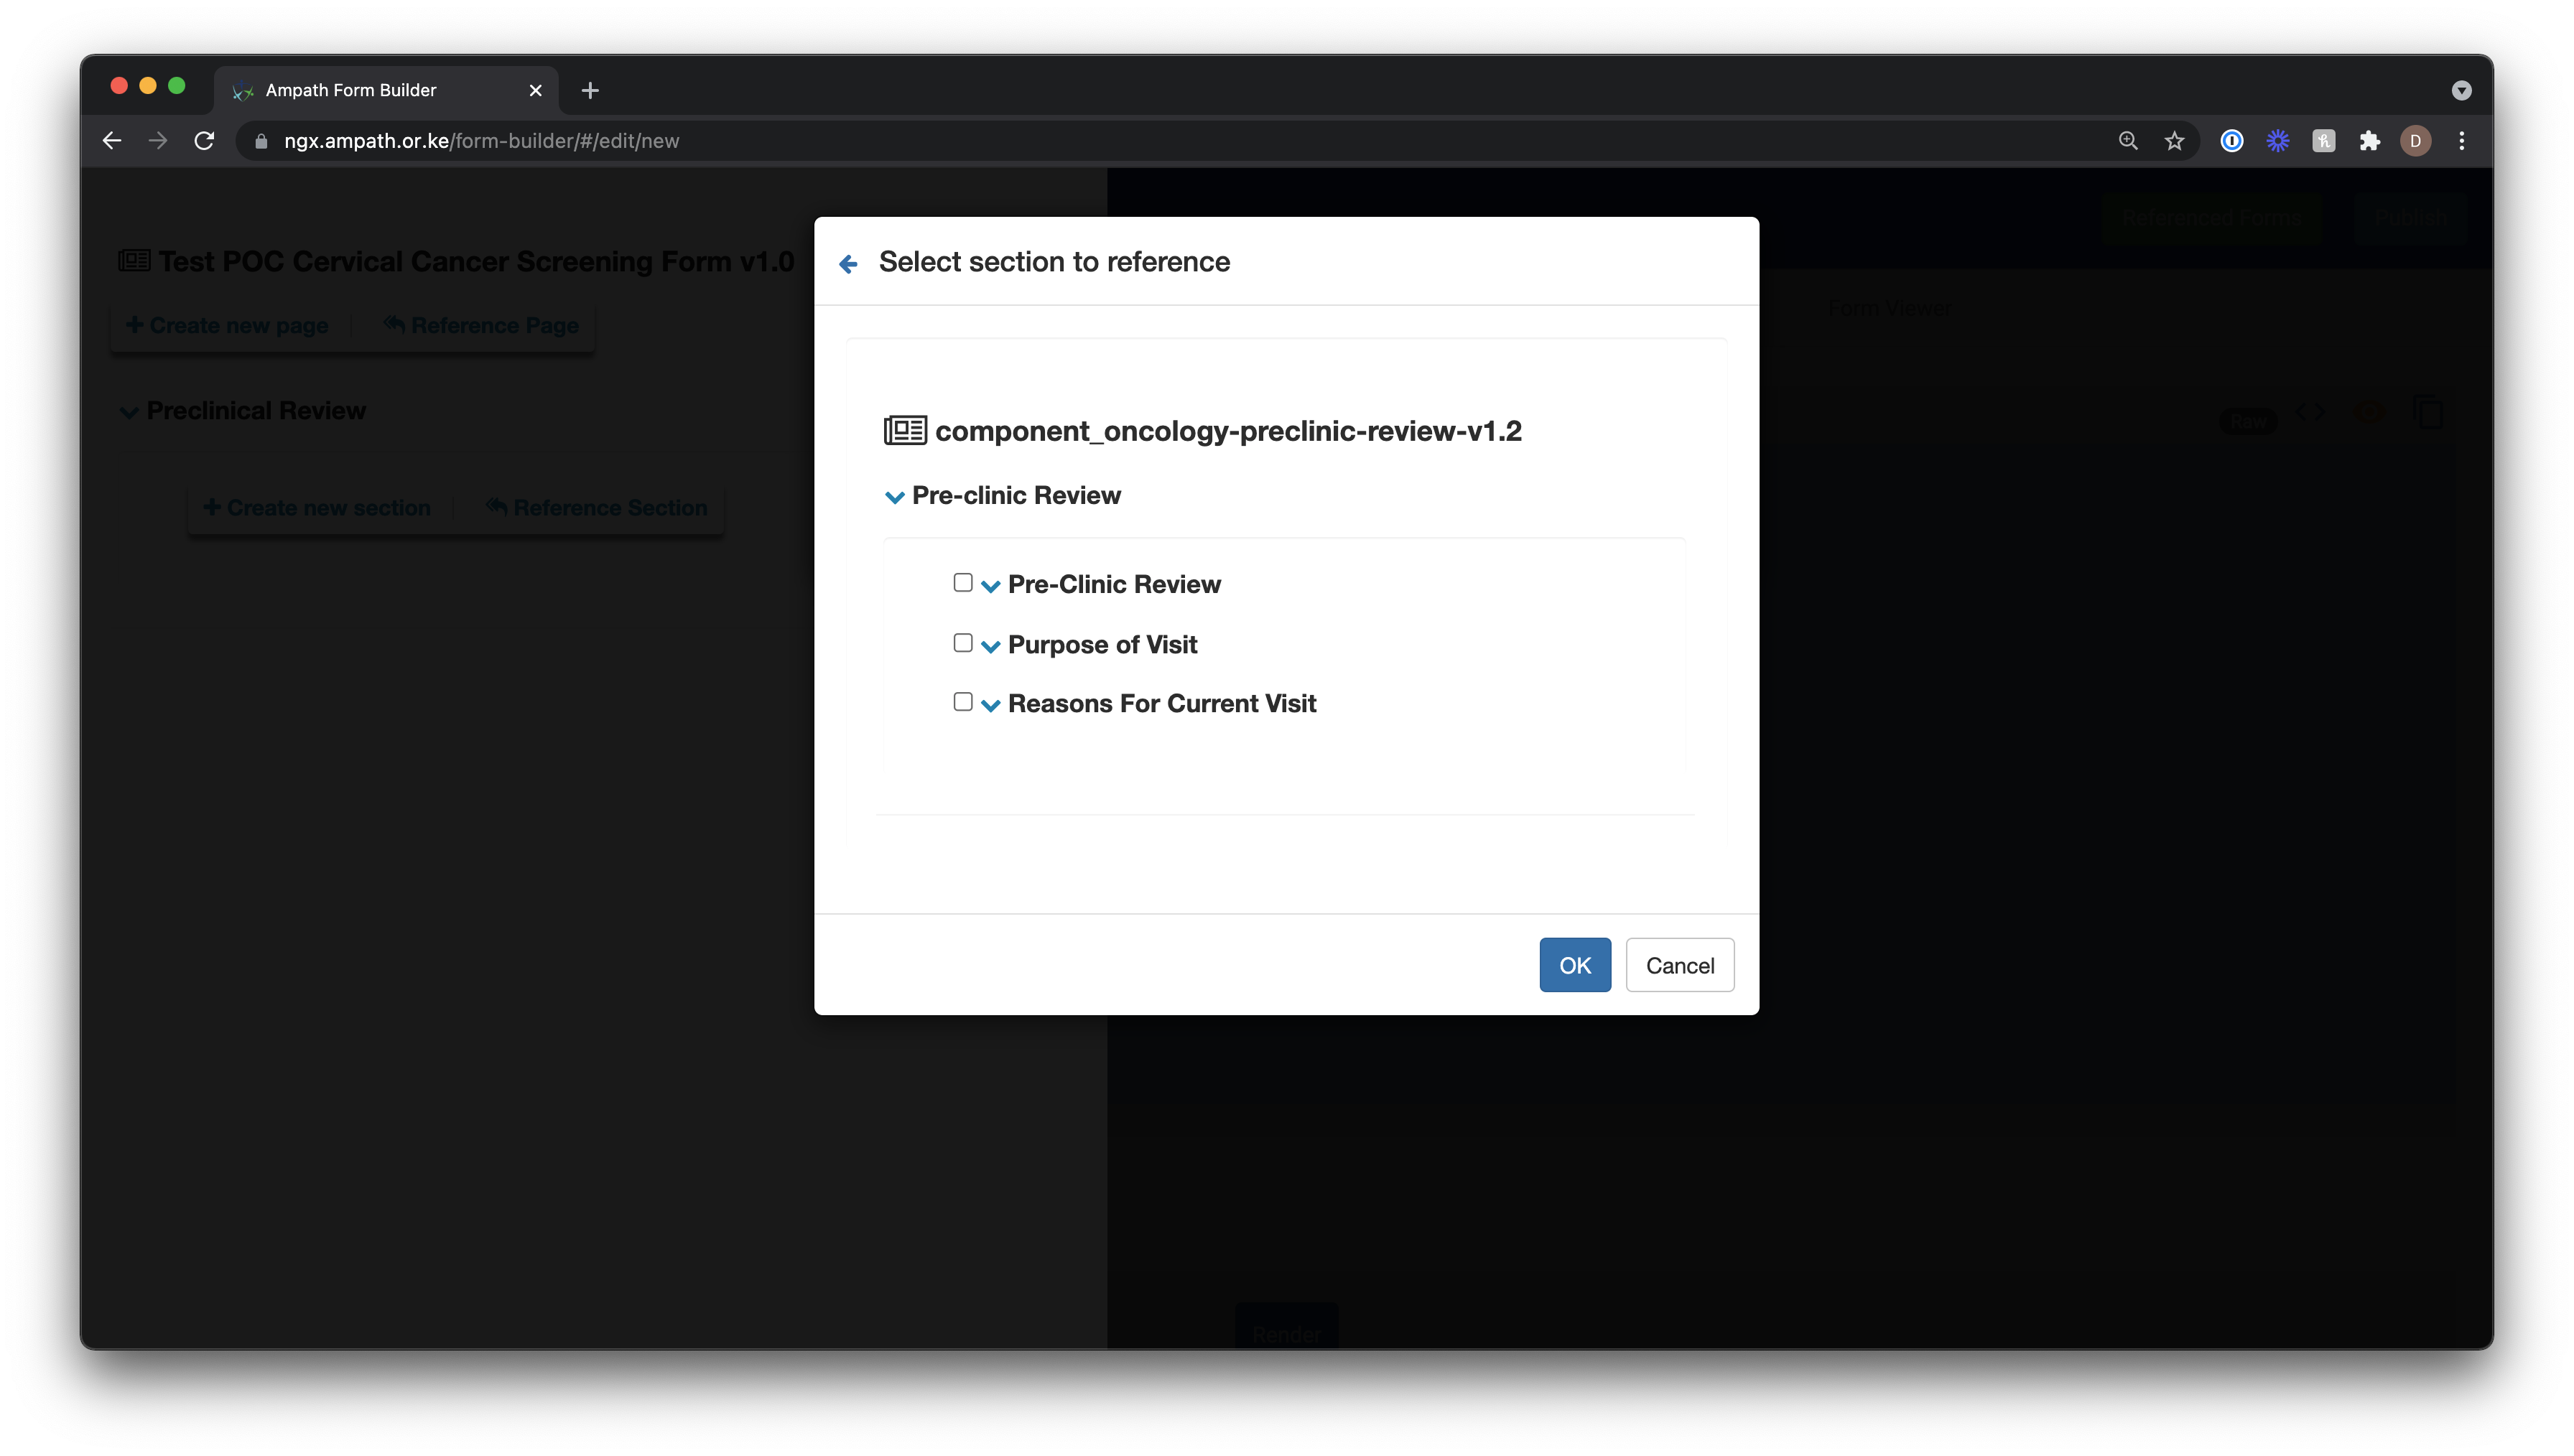 Ampath Form Builder
ngx.ampath.or.ke/form-builder/#/edit/new
D
Referenced Forms
Publish
Test POC Cervical Cancer Screening Form v1.0
Create new page
Reference Page
Preclinical Review
Create new section
Reference Section
Form Viewer
Raw
Select section to reference
component_oncology-preclinic-review-v1.2
Pre-clinic Review
Pre-Clinic Review
Purpose of Visit
Reasons For Current Visit
OK
Cancel
Render